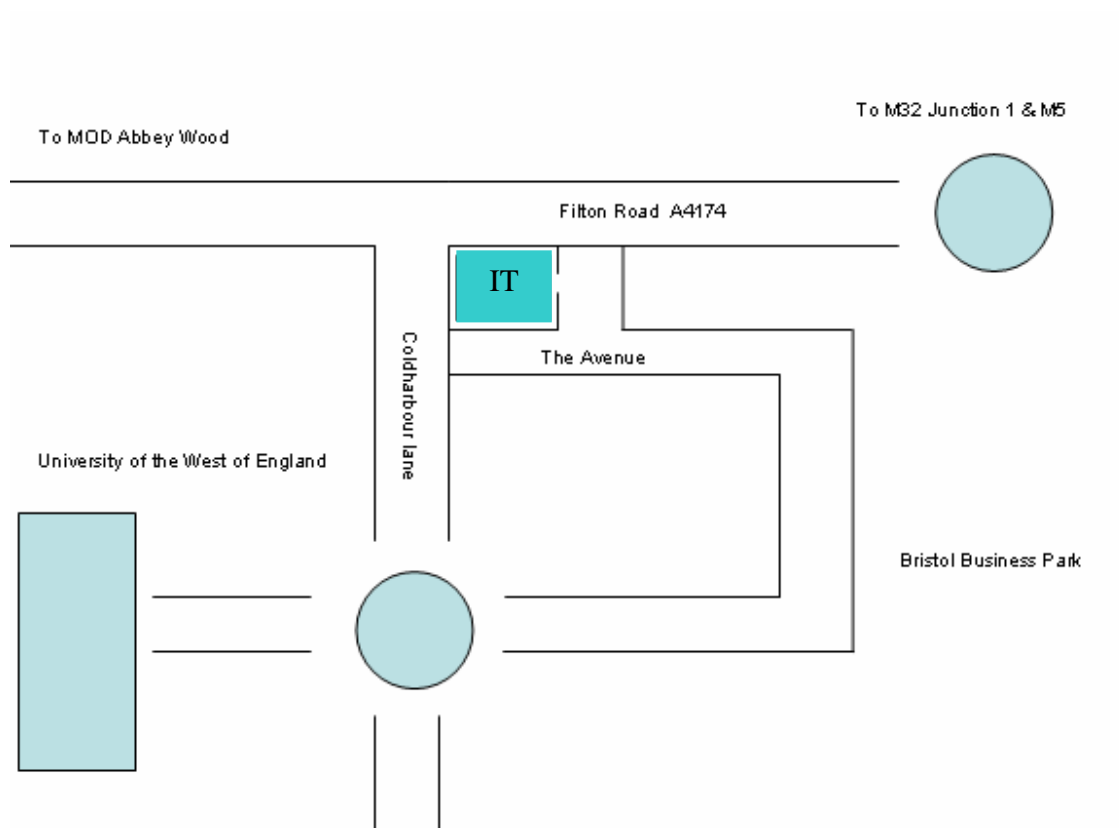 To M32 Junction 1 & M5
To MOD Abbey Wood
Filton Road A4174
IT
Coldharbour lane
The Avenue
University of the West of England
Bristol Business Park